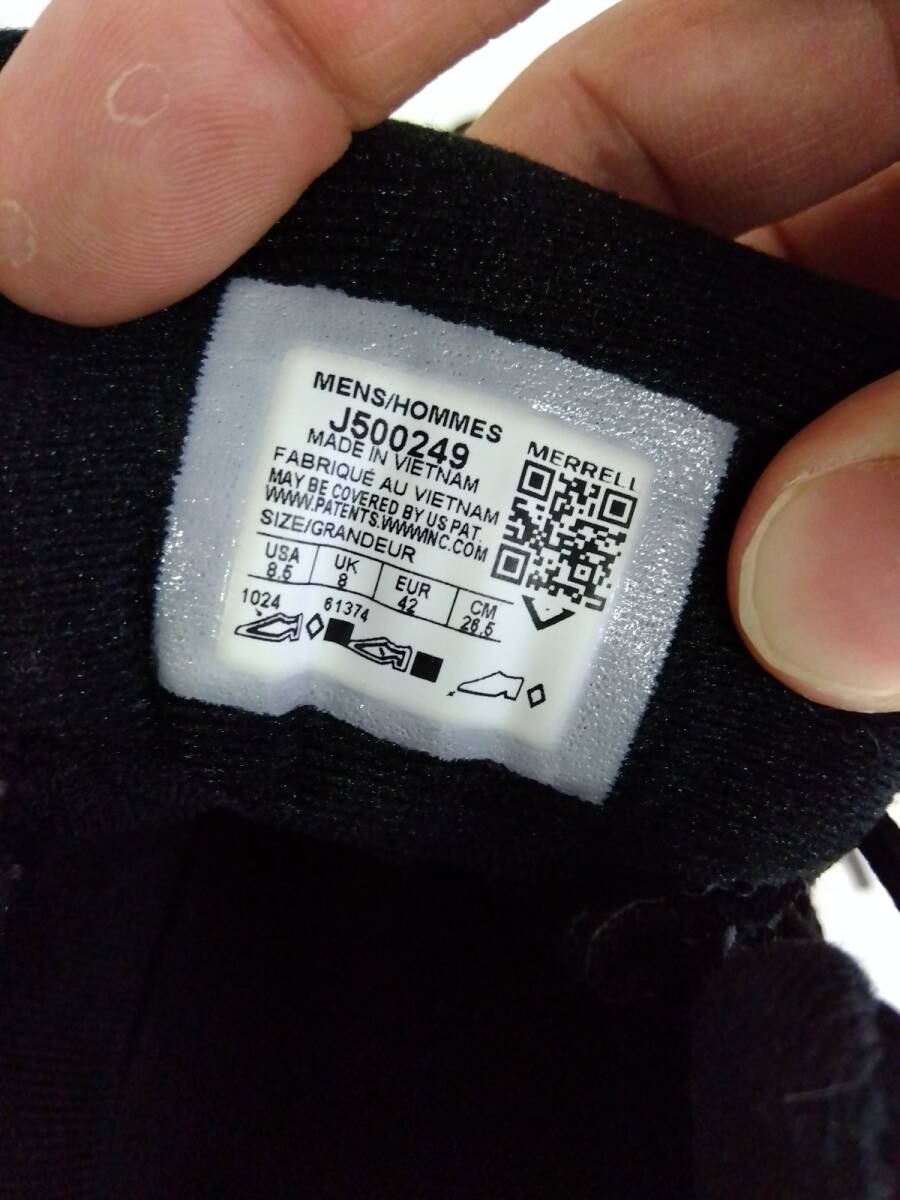 MENS/HOMMES
J500249
MADE IN VIETNAM
FABRIQUÉ AU VIETNAM
MAY BE COVERED BY US PAT.
WWW.PATENTS.WWWINC.COM
SIZE/GRANDEUR
USA UK EUR CM
8.5 8 42 26.5
1024 61374
MERRELL